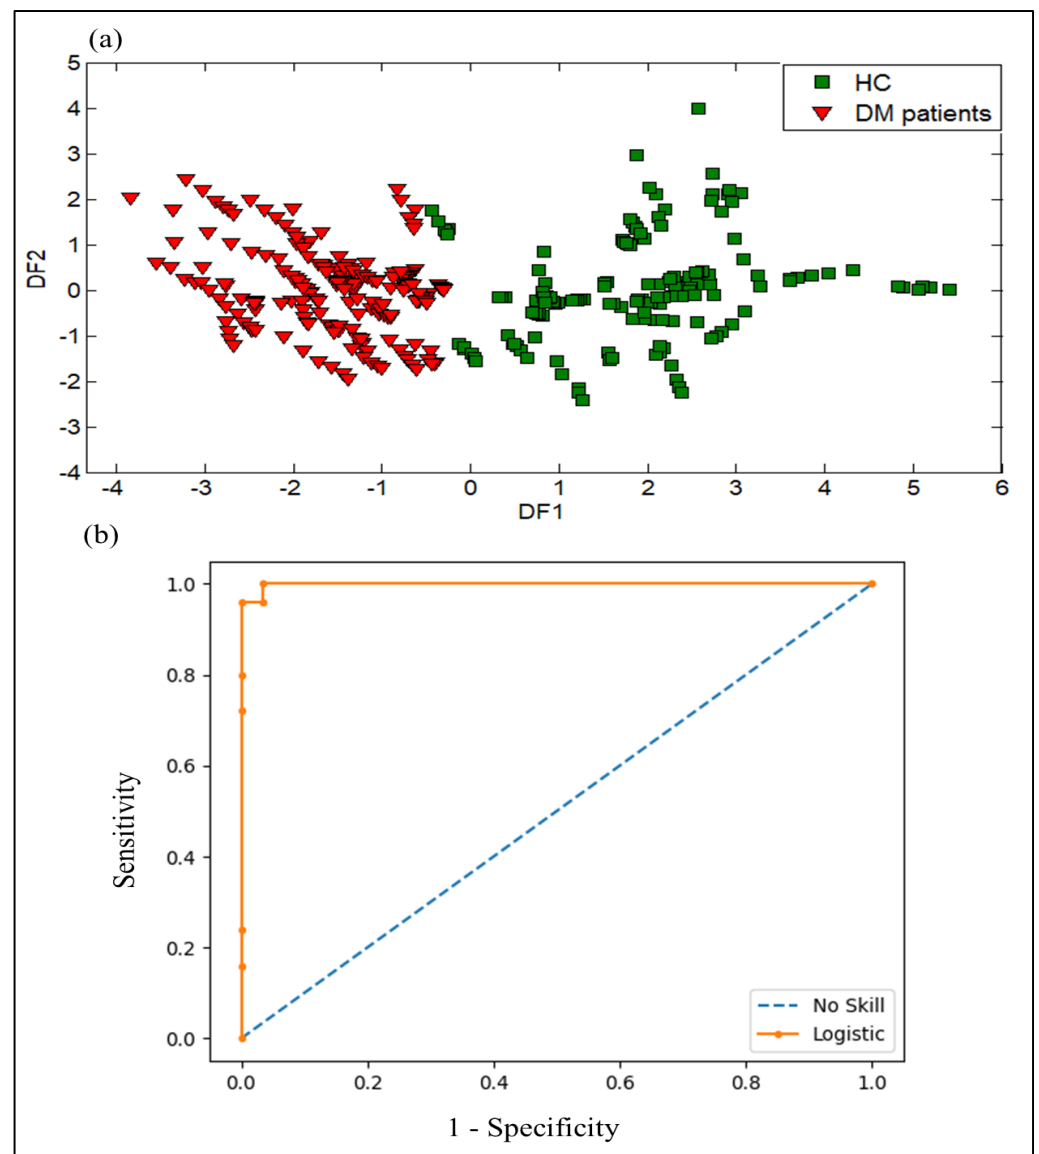 (a)
HC
DM patients
5
4
3
2
1
0
-1
-2
-3
-4
DF2
-4 -3 -2 -1 0 1 2 3 4 5 6
DF1
(b)
1.0
0.8
0.6
0.4
0.2
0.0
Sensitivity
No Skill
Logistic
0.0 0.2 0.4 0.6 0.8 1.0
1 - Specificity